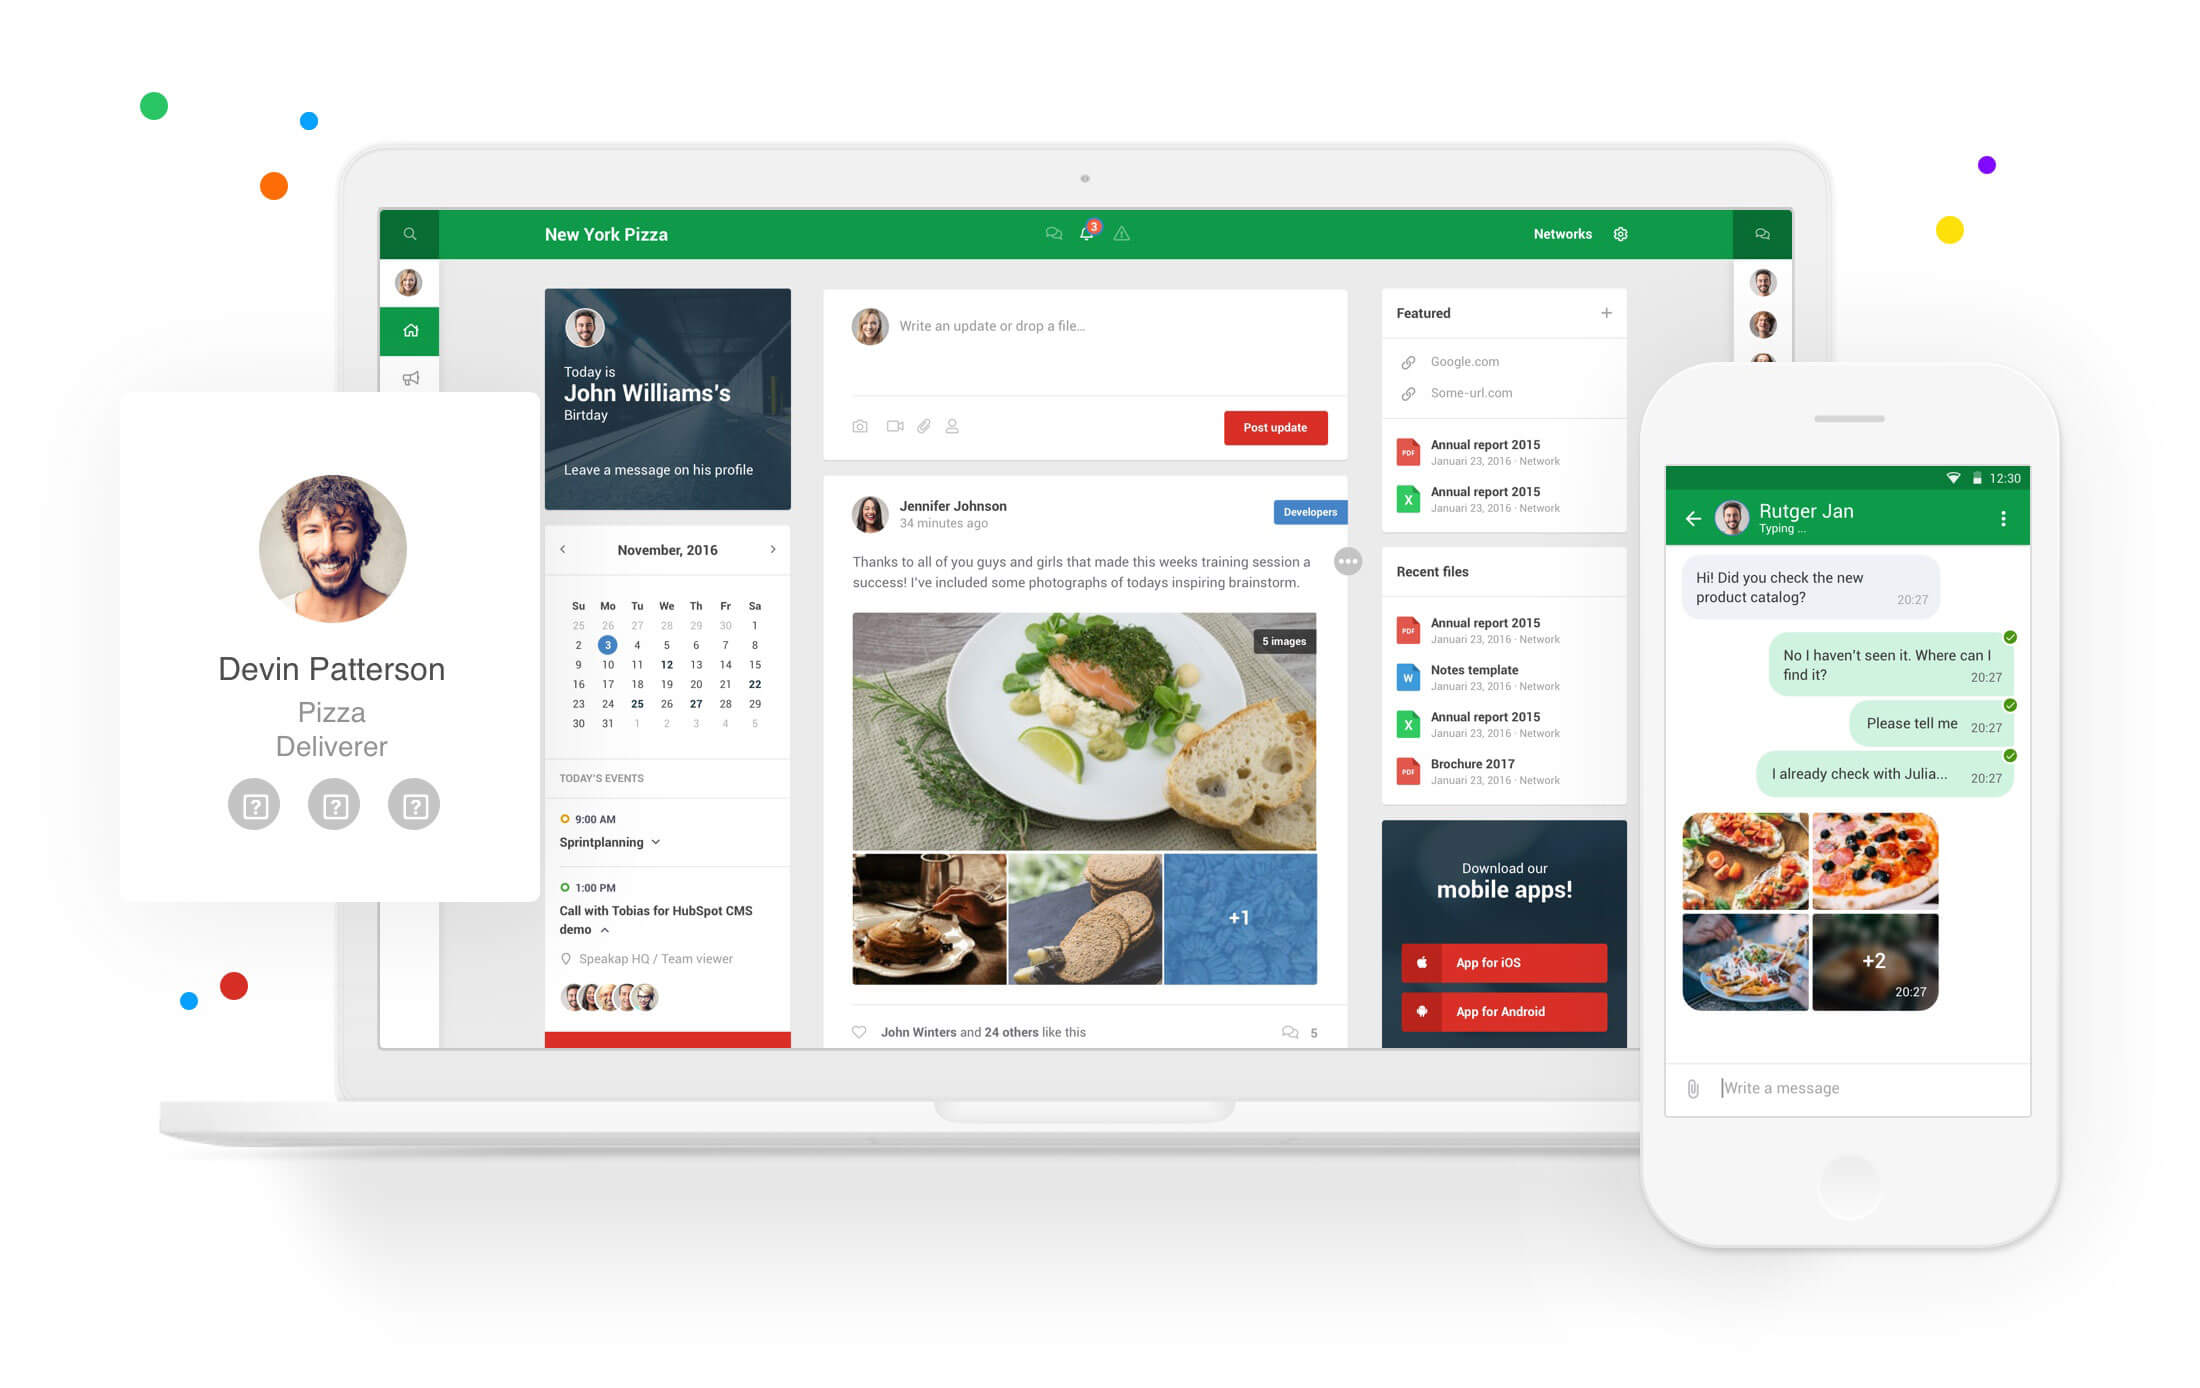 New York Pizza
3
Networks
Today is
John Williams's
Birtday
Leave a message on his profile
November, 2016
Su Mo Tu We Th Fr Sa
25 26 27 28 29 30 1
2 3 4 5 6 7 8
9 10 11 12 13 14 15
16 17 18 19 20 21 22
23 24 25 26 27 28 29
30 31 1 2 3 4 5
TODAY'S EVENTS
9:00 AM
Sprintplanning
1:00 PM
Call with Tobias for HubSpot CMS
demo
Speakap HQ / Team viewer
Write an update or drop a file...
Post update
Jennifer Johnson
34 minutes ago
Developers
Thanks to all of you guys and girls that made this weeks training session a
success! I've included some photographs of todays inspiring brainstorm.
5 images
+1
John Winters and 24 others like this
5
Featured
Google.com
Some-url.com
PDF
Annual report 2015
Januari 23, 2016 · Network
X
Annual report 2015
Januari 23, 2016 · Network
Recent files
PDF
Annual report 2015
Januari 23, 2016 · Network
W
Notes template
Januari 23, 2016 · Network
X
Annual report 2015
Januari 23, 2016 · Network
PDF
Brochure 2017
Januari 23, 2016 · Network
Download our
mobile apps!
App for iOS
App for Android
Devin Patterson
Pizza
Deliverer
? ? ?
12:30
Rutger Jan
Typing ...
Hi! Did you check the new
product catalog? 20:27
No I haven't seen it. Where can I
find it? 20:27
Please tell me 20:27
I already check with Julia... 20:27
+2
20:27
Write a message